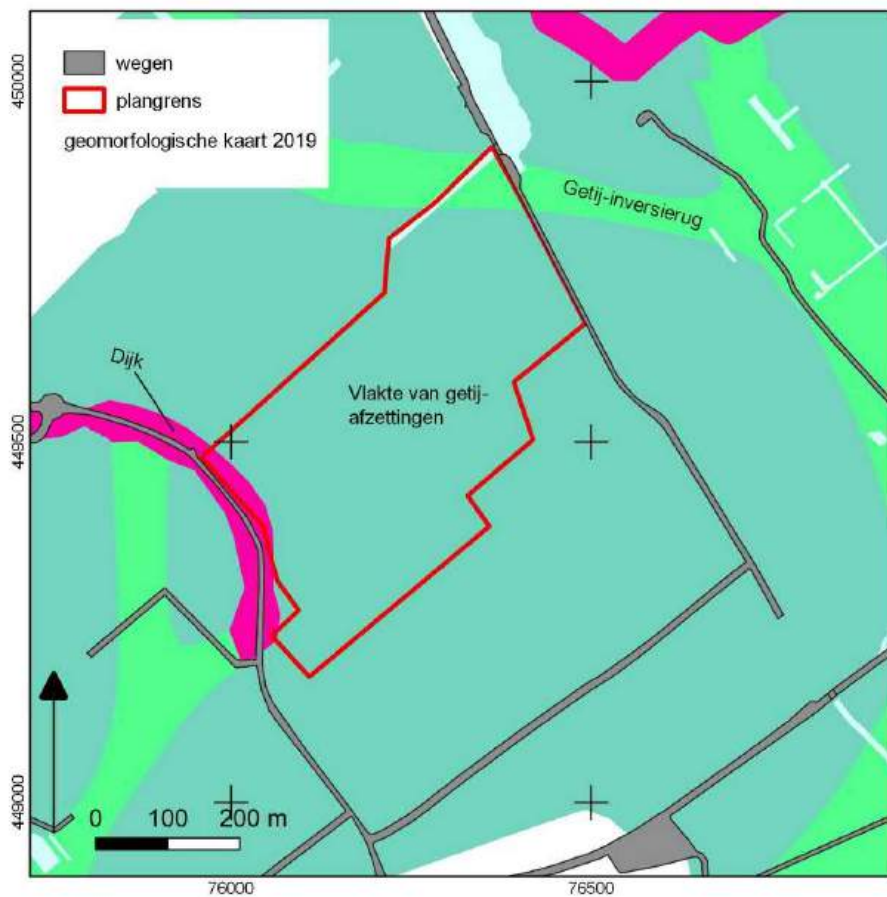 wegen
plangrens
geomorfologische kaart 2019
450000
Getij-inversierug
Dijk
Vlakte van getij-
afzettingen
449500
449000
0 100 200 m
76000 76500